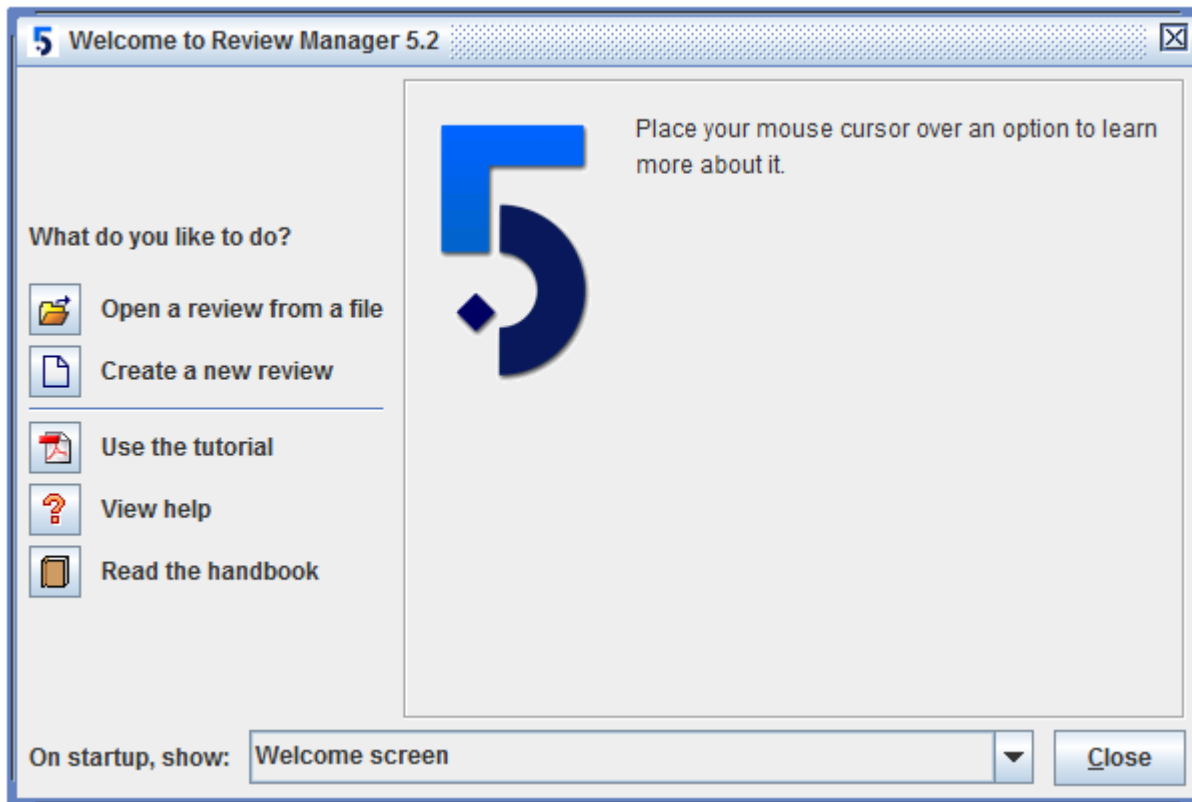 Welcome to Review Manager 5.2
Place your mouse cursor over an option to learn
more about it.
What do you like to do?
Open a review from a file
Create a new review
Use the tutorial
View help
Read the handbook
On startup, show: Welcome screen Close